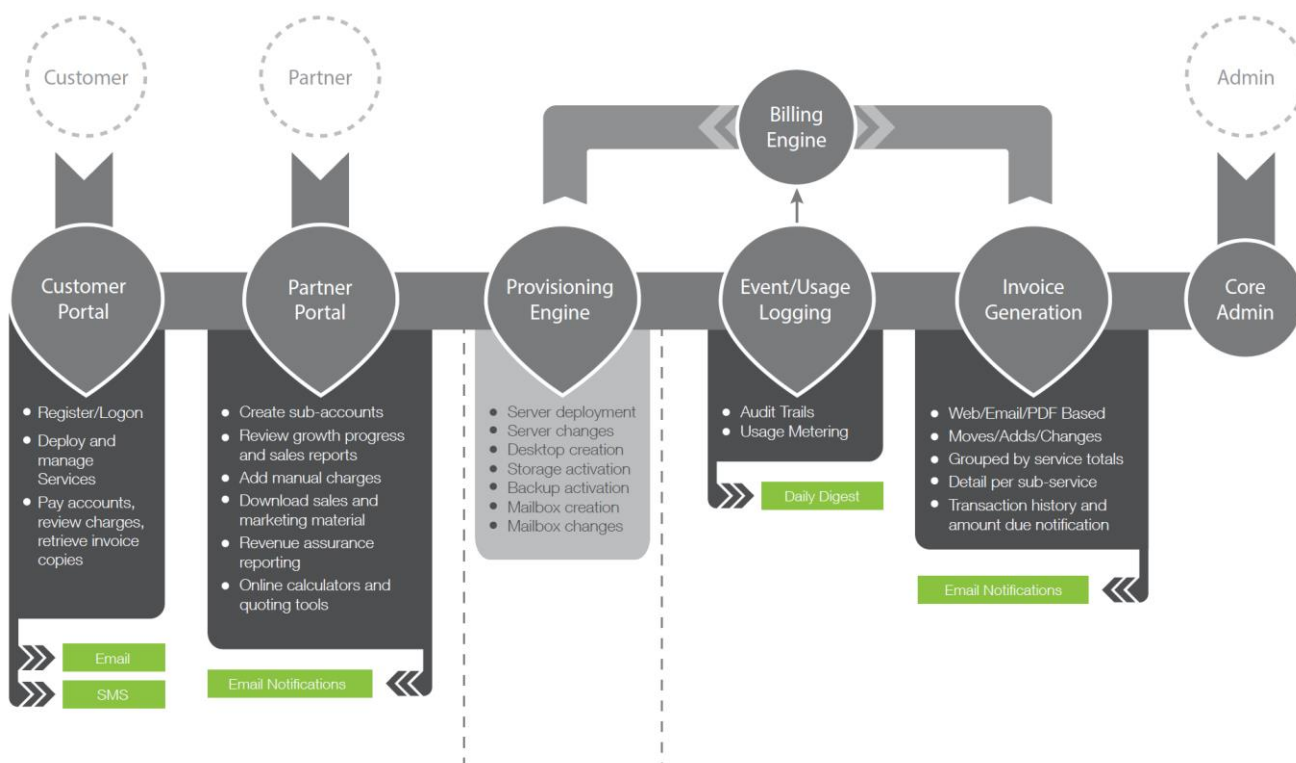 Customer
Partner
Admin
Billing
Engine
Customer
Portal
Partner
Portal
Provisioning
Engine
Event/Usage
Logging
Invoice
Generation
Core
Admin
Register/Logon
Deploy and
manage
Services
Pay accounts,
review charges,
retrieve invoice
copies
Email
SMS
Create sub-accounts
Review growth progress
and sales reports
Add manual charges
Download sales and
marketing material
Revenue assurance
reporting
Online calculators and
quoting tools
Email Notifications
Server deployment
Server changes
Desktop creation
Storage activation
Backup activation
Mailbox creation
Mailbox changes
Audit Trails
Usage Metering
Daily Digest
Web/Email/PDF Based
Moves/Adds/Changes
Grouped by service totals
Detail per sub-service
Transaction history and
amount due notification
Email Notifications